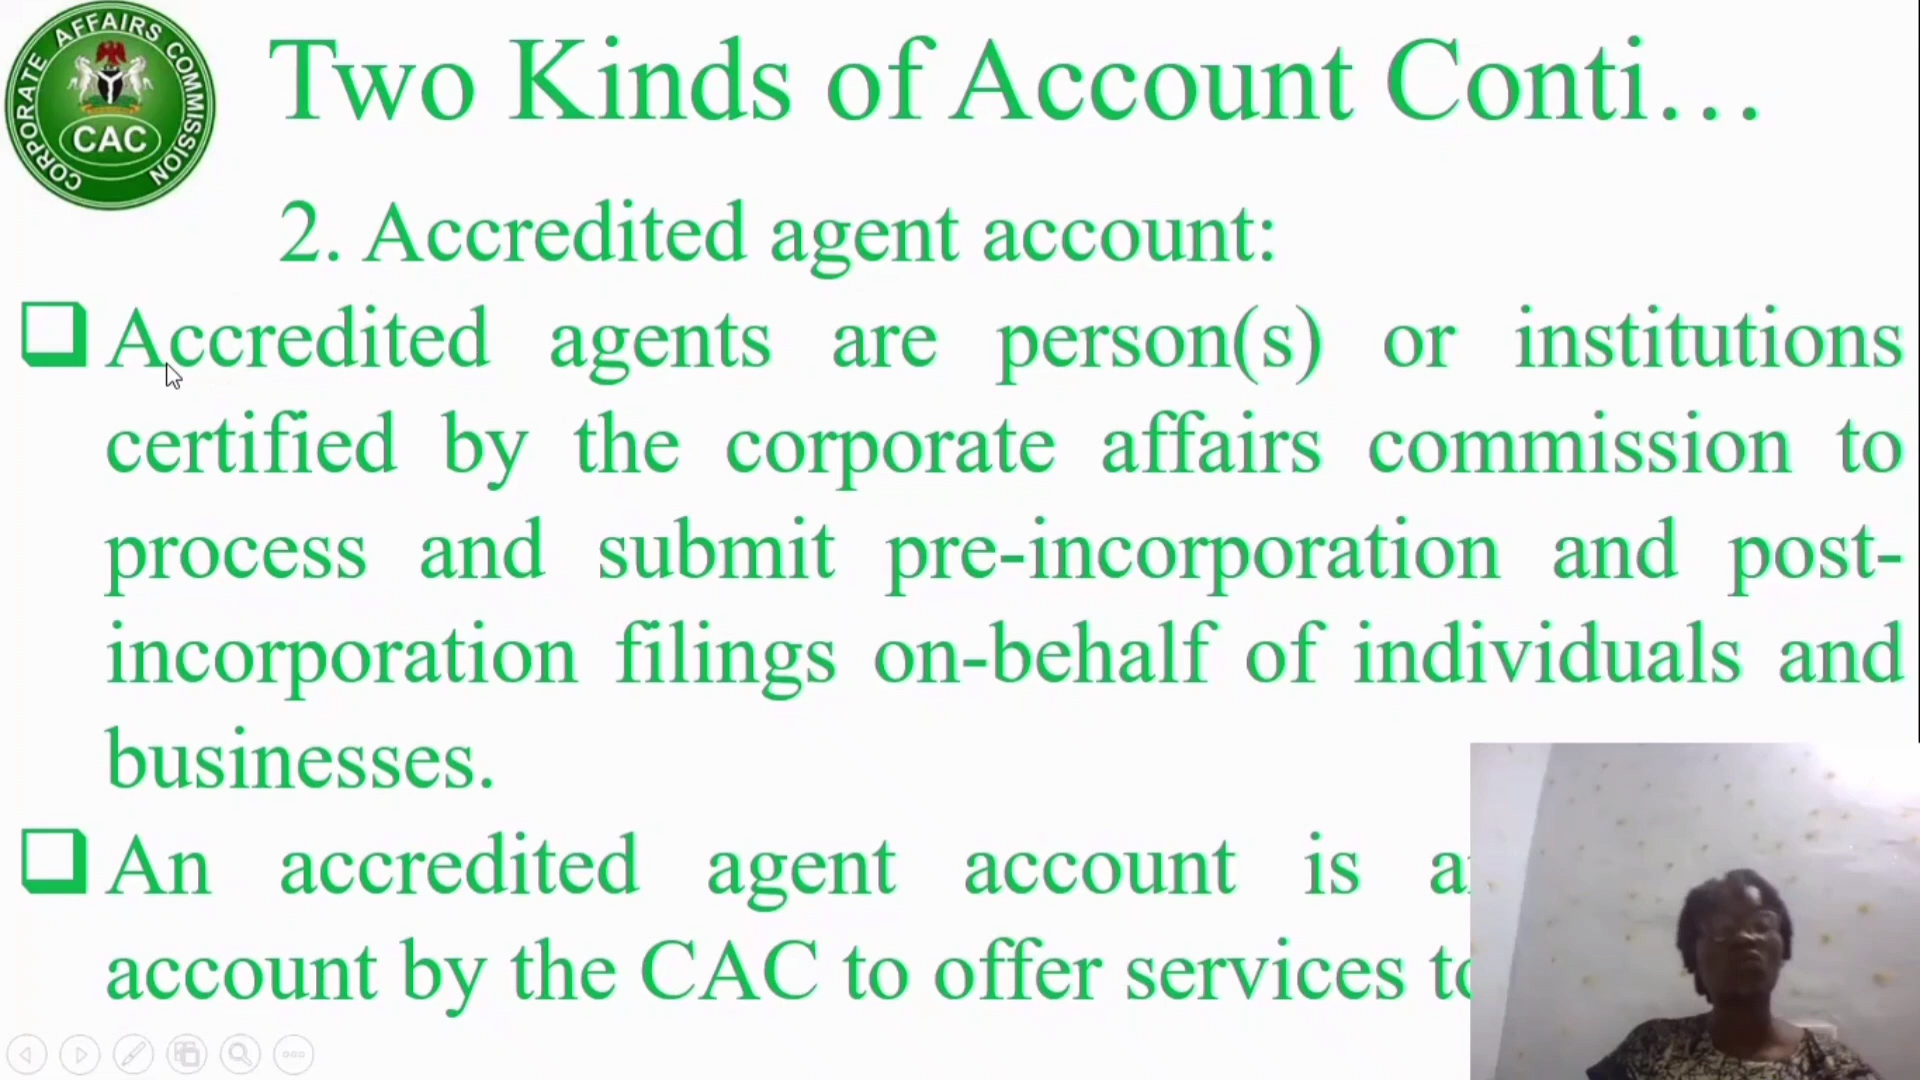 CORPORATE AFFAIRS COMMISSION
CAC
Two Kinds of Account Conti…
2. Accredited agent account:
Accredited agents are person(s) or institutions
certified by the corporate affairs commission to
process and submit pre-incorporation and post-
incorporation filings on-behalf of individuals and
businesses.
An accredited agent account is
account by the CAC to offer services